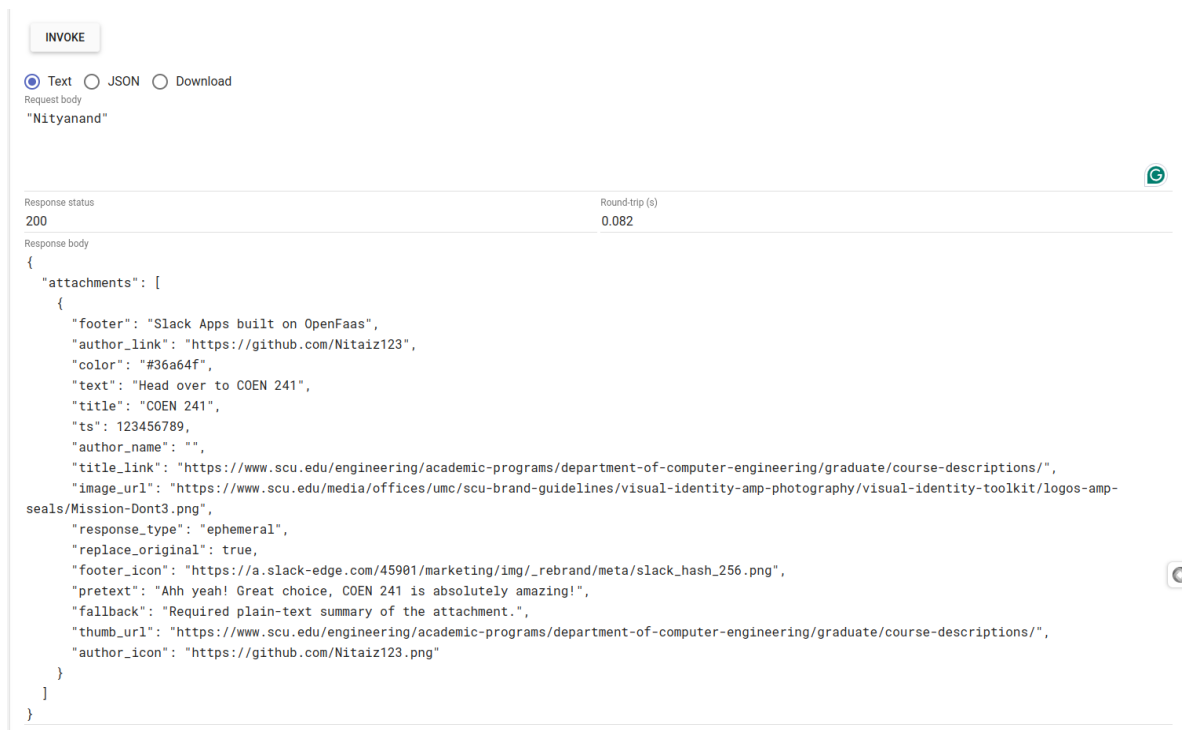 INVOKE
Text JSON Download
Request body
"Nityanand"
Response status Round-trip (s)
200 0.082
Response body
{
  "attachments": [
    {
      "footer": "Slack Apps built on OpenFaas",
      "author_link": "https://github.com/Nitaiz123",
      "color": "#36a64f",
      "text": "Head over to COEN 241",
      "title": "COEN 241",
      "ts": 123456789,
      "author_name": "",
      "title_link": "https://www.scu.edu/engineering/academic-programs/department-of-computer-engineering/graduate/course-descriptions/",
      "image_url": "https://www.scu.edu/media/offices/umc/scu-brand-guidelines/visual-identity-amp-photography/visual-identity-toolkit/logos-amp-
seals/Mission-Dont3.png",
      "response_type": "ephemeral",
      "replace_original": true,
      "footer_icon": "https://a.slack-edge.com/45901/marketing/img/_rebrand/meta/slack_hash_256.png",
      "pretext": "Ahh yeah! Great choice, COEN 241 is absolutely amazing!",
      "fallback": "Required plain-text summary of the attachment.",
      "thumb_url": "https://www.scu.edu/engineering/academic-programs/department-of-computer-engineering/graduate/course-descriptions/",
      "author_icon": "https://github.com/Nitaiz123.png"
    }
  ]
}